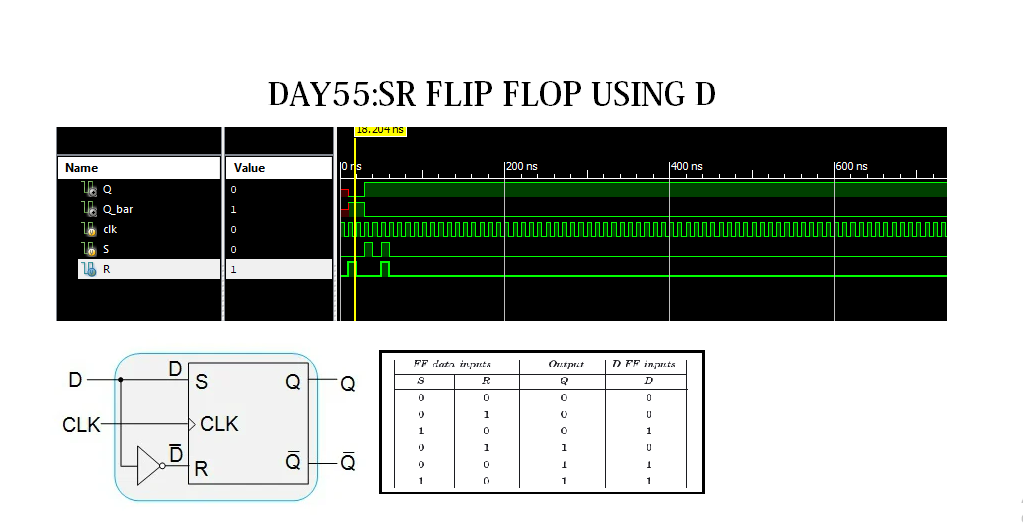 DAY55:SR FLIP FLOP USING D
18.204 ns
Name Value
0 ns 200 ns 400 ns 600 ns
Q 0
Q_bar 1
clk 0
S 0
R 1
D D S Q Q
CLK CLK
D̅ R Q̅ Q̅
FF data inputs Output D FF inputs
S R Q D
0 0 0 0
0 1 0 0
1 0 0 1
0 1 1 0
0 0 1 1
1 0 1 1